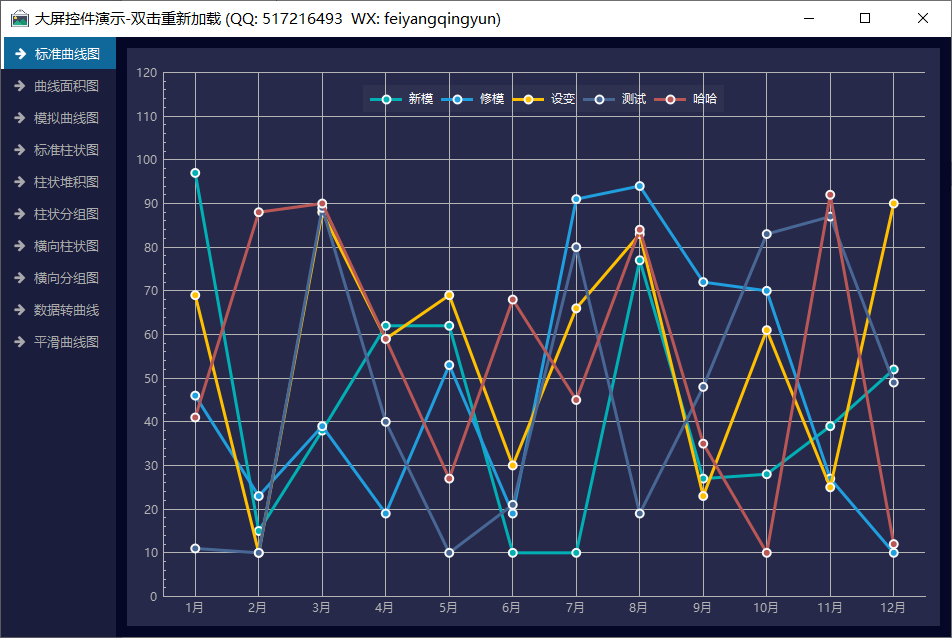 大屏控件演示-双击重新加载 (QQ: 517216493  WX: feiyangqingyun)
标准曲线图
曲线面积图
模拟曲线图
标准柱状图
柱状堆积图
柱状分组图
横向柱状图
横向分组图
数据转曲线
平滑曲线图
新模 修模 设变 测试 哈哈
120
110
100
90
80
70
60
50
40
30
20
10
0
1月 2月 3月 4月 5月 6月 7月 8月 9月 10月 11月 12月